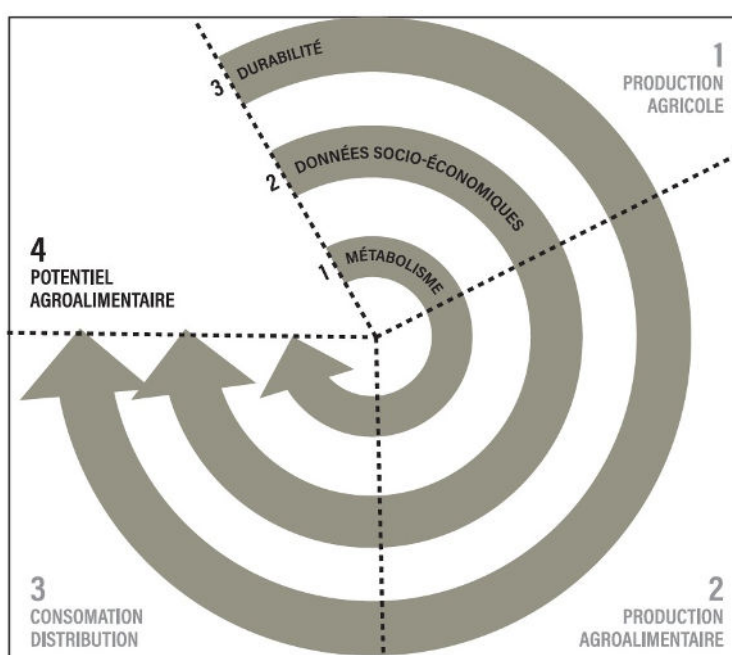 3 DURABILITÉ
2 DONNÉES SOCIO-ÉCONOMIQUES
1 MÉTABOLISME
1
PRODUCTION
AGRICOLE
2
PRODUCTION
AGROALIMENTAIRE
3
CONSOMATION
DISTRIBUTION
4
POTENTIEL
AGROALIMENTAIRE